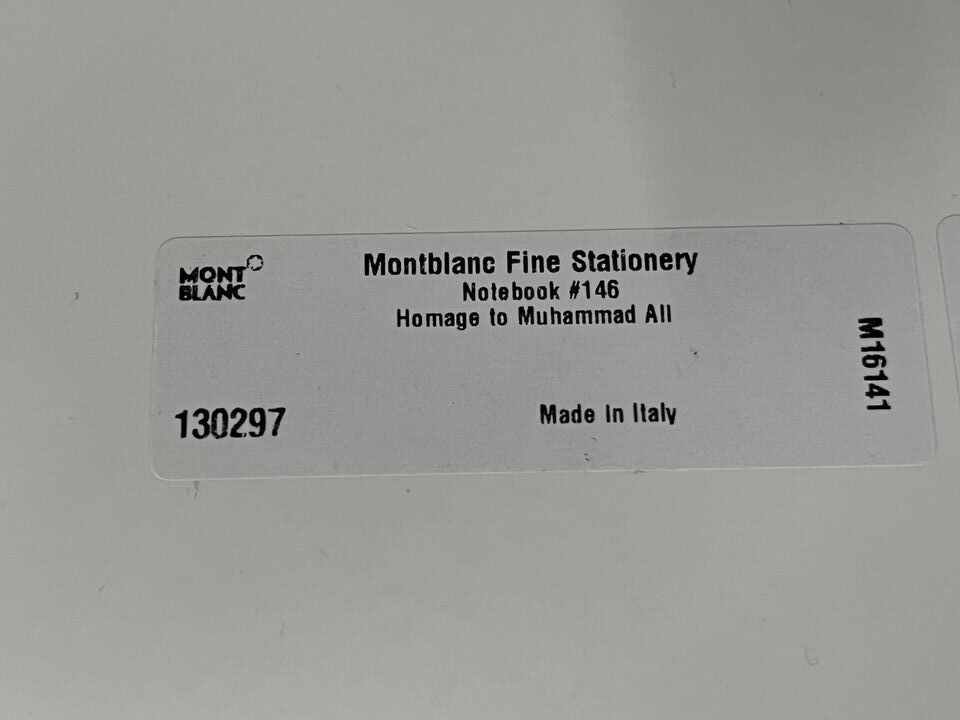 MONT
BLANC
Montblanc Fine Stationery
Notebook #146
Homage to Muhammad Ali
130297
Made in Italy
M16141